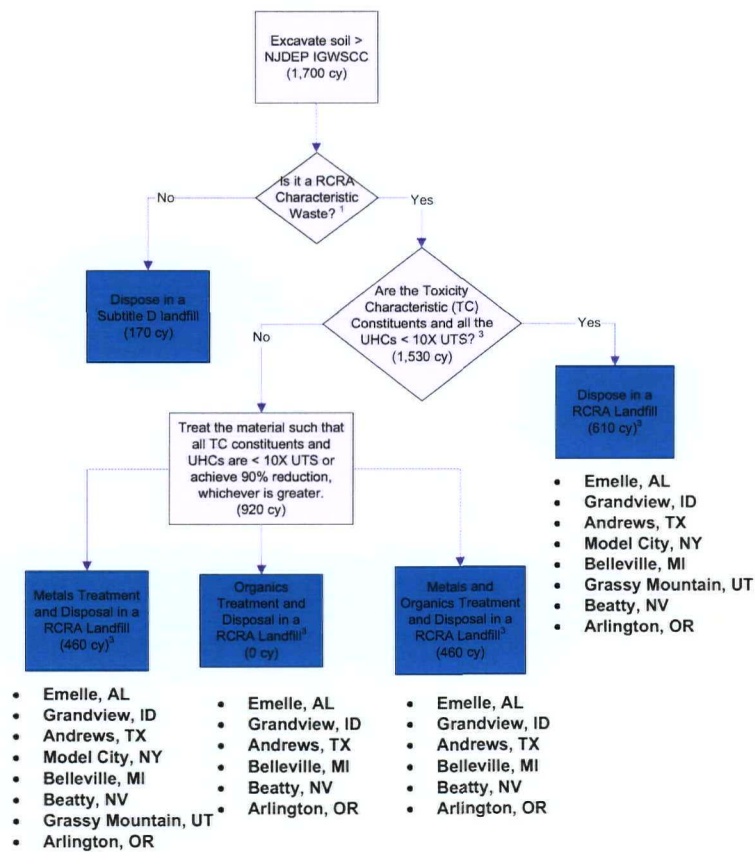 Excavate soil >
NJDEP IGWSCC
(1,700 cy)
Is it a RCRA
Characteristic
Waste? ¹
No
Yes
Dispose in a
Subtitle D landfill
(170 cy)
Are the Toxicity
Characteristic (TC)
Constituents and all the
UHCs < 10X UTS? ³
(1,530 cy)
No
Yes
Dispose in a
RCRA Landfill
(610 cy)³
• Emelle, AL
• Grandview, ID
• Andrews, TX
• Model City, NY
• Belleville, MI
• Grassy Mountain, UT
• Beatty, NV
• Arlington, OR
Treat the material such that
all TC constituents and
UHCs are < 10X UTS or
achieve 90% reduction,
whichever is greater.
(920 cy)
Metals Treatment
and Disposal in a
RCRA Landfill
(460 cy)³
• Emelle, AL
• Grandview, ID
• Andrews, TX
• Model City, NY
• Belleville, MI
• Beatty, NV
• Grassy Mountain, UT
• Arlington, OR
Organics
Treatment and
Disposal in a
RCRA Landfill³
(0 cy)
• Emelle, AL
• Grandview, ID
• Andrews, TX
• Belleville, MI
• Beatty, NV
• Arlington, OR
Metals and
Organics Treatment
and Disposal in a
RCRA Landfill³
(460 cy)
• Emelle, AL
• Grandview, ID
• Andrews, TX
• Belleville, MI
• Beatty, NV
• Arlington, OR